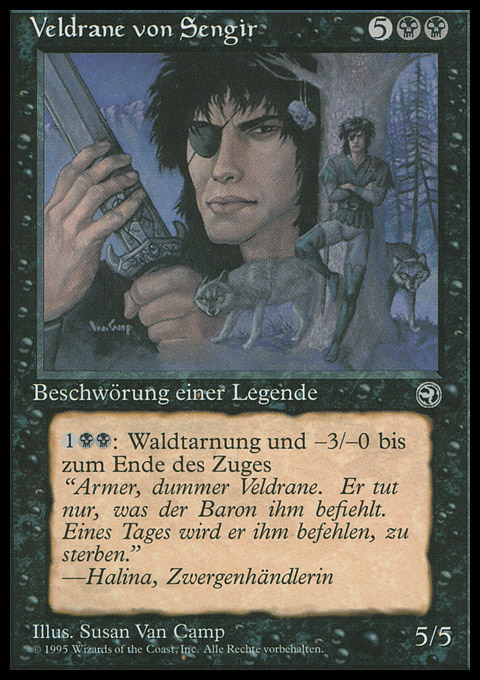 Veldrane von Sengir 5
VanCamp
Beschwörung einer Legende
1: Waldtarnung und –3/–0 bis
zum Ende des Zuges
“Armer, dummer Veldrane. Er tut
nur, was der Baron ihm befiehlt.
Eines Tages wird er ihm befehlen, zu
sterben.”
—Halina, Zwergenhändlerin
Illus. Susan Van Camp
5/5
© 1995 Wizards of the Coast, Inc. Alle Rechte vorbehalten.